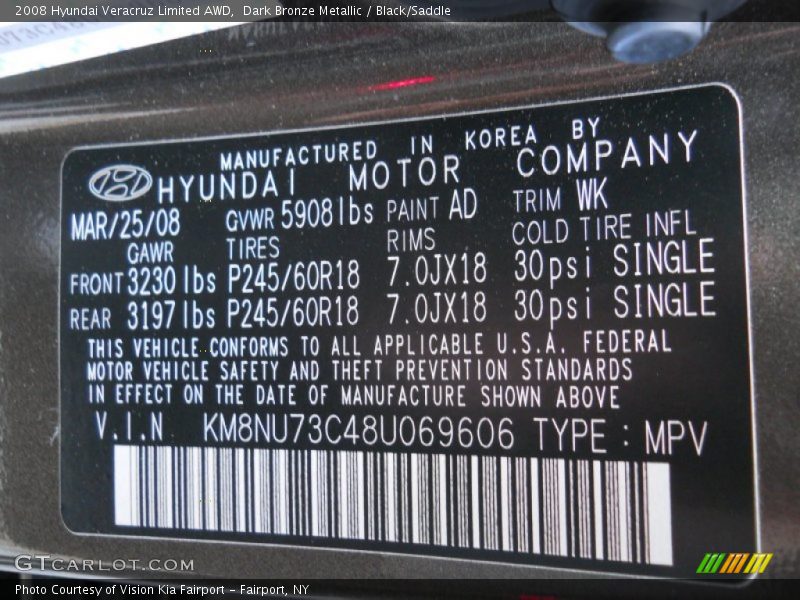 2008 Hyundai Veracruz Limited AWD, Dark Bronze Metallic / Black/Saddle
MANUFACTURED IN KOREA BY
HYUNDAI MOTOR COMPANY
MAR/25/08 GVWR 5908lbs PAINT AD TRIM WK
GAWR TIRES RIMS COLD TIRE INFL
FRONT 3230 lbs P245/60R18 7.0JX18 30psi SINGLE
REAR 3197 lbs P245/60R18 7.0JX18 30psi SINGLE
THIS VEHICLE CONFORMS TO ALL APPLICABLE U.S.A. FEDERAL
MOTOR VEHICLE SAFETY AND THEFT PREVENTION STANDARDS
IN EFFECT ON THE DATE OF MANUFACTURE SHOWN ABOVE
V.I.N KM8NU73C48U069606 TYPE : MPV
GTCARLOT.COM
Photo Courtesy of Vision Kia Fairport – Fairport, NY